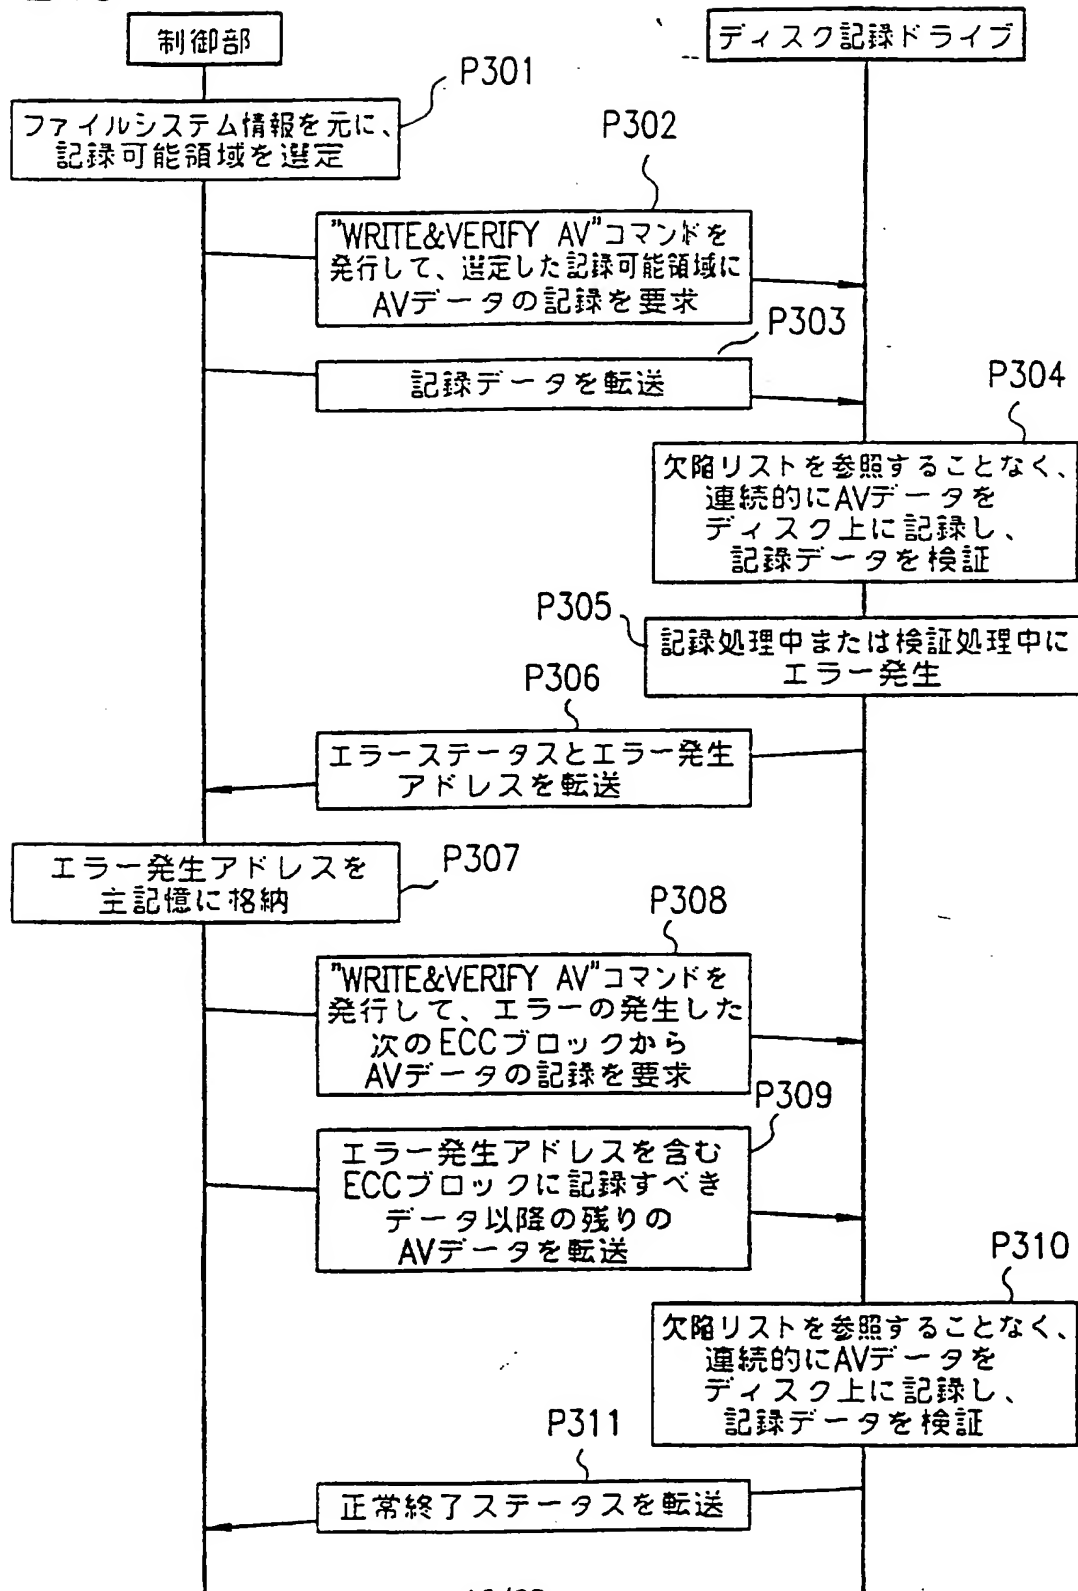 制御部
ディスク記録ドライブ
P301
ファイルシステム情報を元に、
記録可能領域を選定
P302
"WRITE&VERIFY AV"コマンドを
発行して、選定した記録可能領域に
AVデータの記録を要求
P303
記録データを転送
P304
欠陥リストを参照することなく、
連続的にAVデータを
ディスク上に記録し、
記録データを検証
P305
記録処理中または検証処理中に
エラー発生
P306
エラーステータスとエラー発生
アドレスを転送
P307
エラー発生アドレスを
主記憶に格納
P308
"WRITE&VERIFY AV"コマンドを
発行して、エラーの発生した
次のECCブロックから
AVデータの記録を要求
P309
エラー発生アドレスを含む
ECCブロックに記録すべき
データ以降の残りの
AVデータを転送
P310
欠陥リストを参照することなく、
連続的にAVデータを
ディスク上に記録し、
記録データを検証
P311
正常終了ステータスを転送